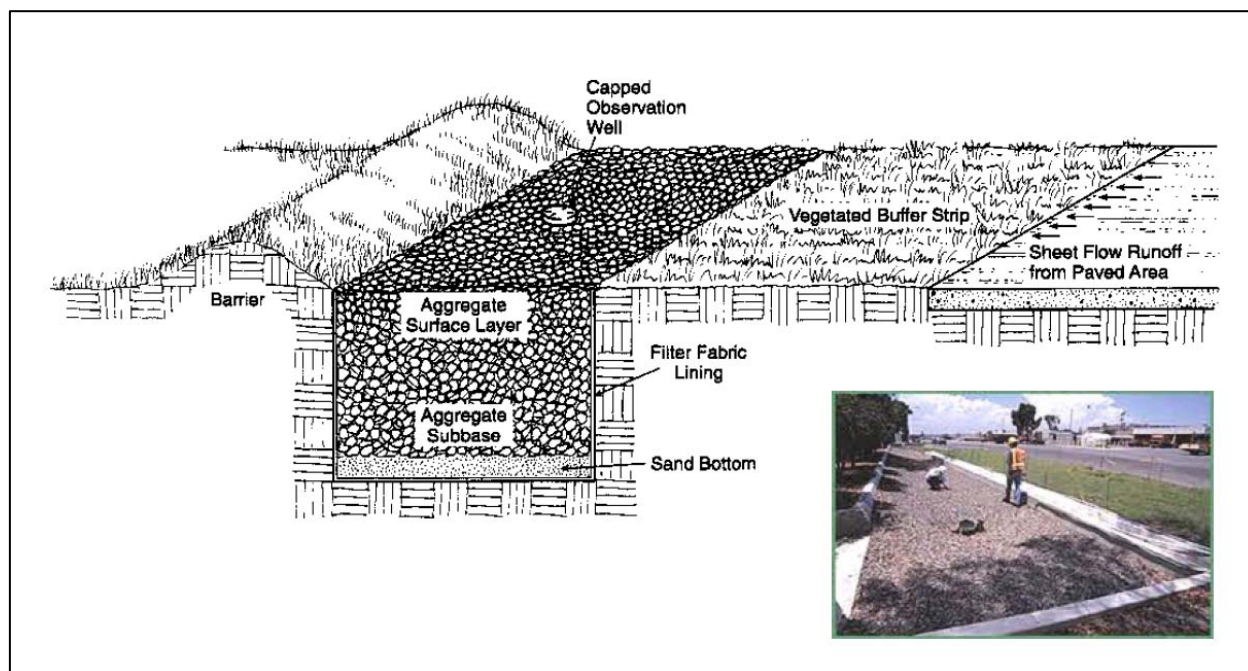 Capped
Observation
Well
Vegetated Buffer Strip
Sheet Flow Runoff
from Paved Area
Barrier
Aggregate
Surface Layer
Filter Fabric
Lining
Aggregate
Subbase
Sand Bottom